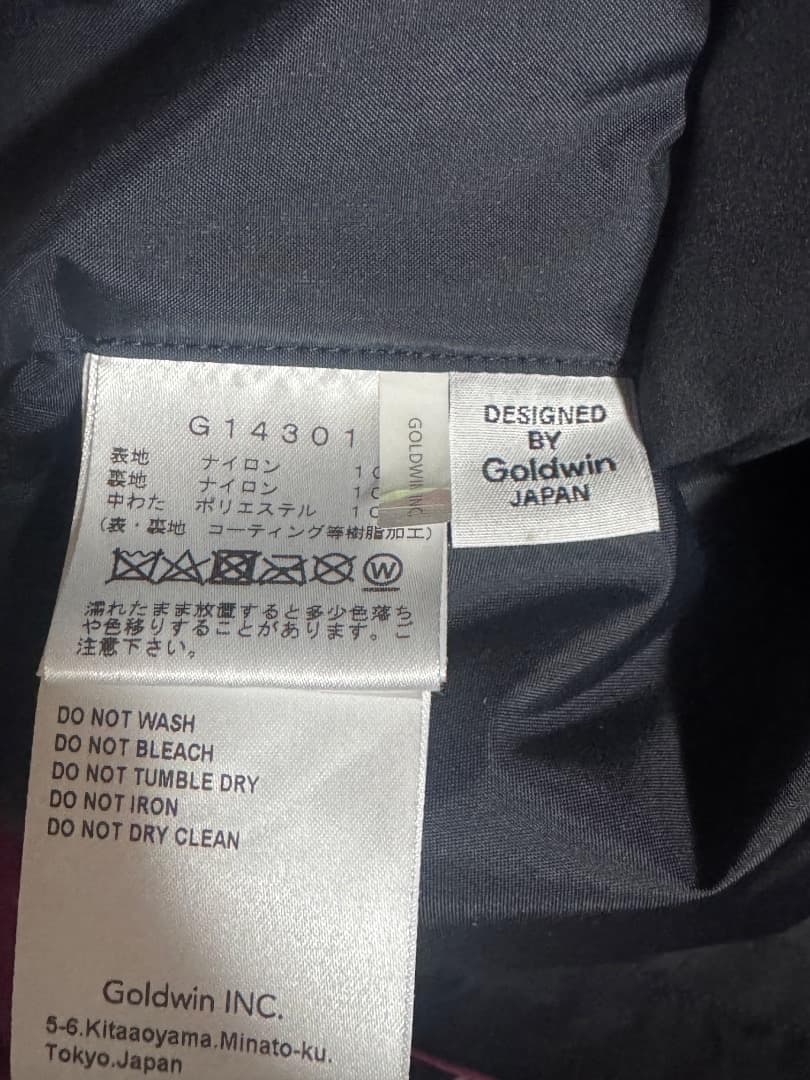 G14301
表地 ナイロン 10
裏地 ナイロン 10
中わた ポリエステル 10
(表・裏地 コーティング等樹脂加工)
W
濡れたまま放置すると多少色落ち
や色移りすることがあります。ご
注意下さい。
GOLDWIN INC
DESIGNED
BY
Goldwin
JAPAN
DO NOT WASH
DO NOT BLEACH
DO NOT TUMBLE DRY
DO NOT IRON
DO NOT DRY CLEAN
Goldwin INC.
5-6.Kitaaoyama.Minato-ku.
Tokyo.Japan